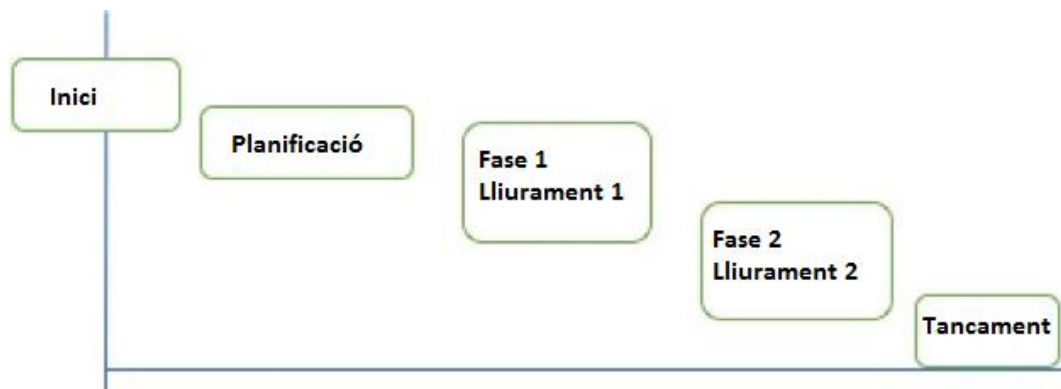 Inici
Planificació
Fase 1
Lliurament 1
Fase 2
Lliurament 2
Tancament